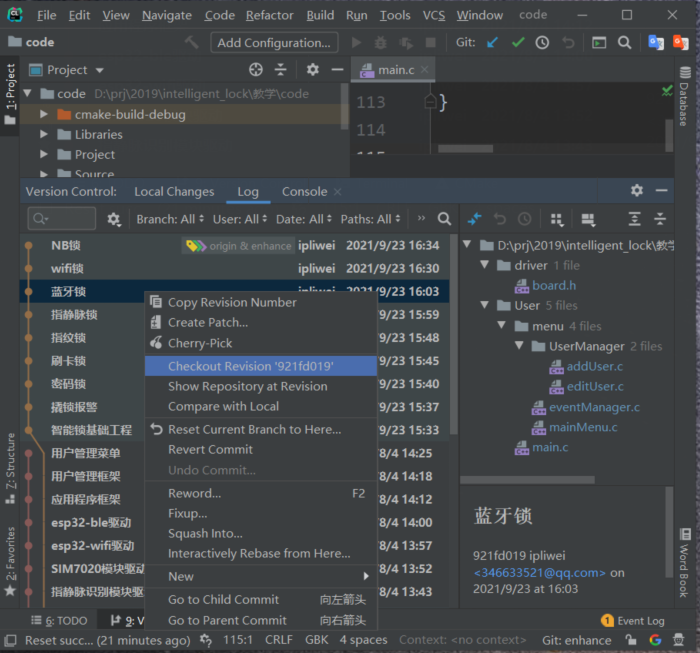 File Edit View Navigate Code Refactor Build Run Tools VCS Window code
code Add Configuration... Git:
1: Project
Project
main.c
Database
code D:\prj\2019\intelligent_lock\教学\code
cmake-build-debug
Libraries
Project
Source
113 }
114
115
Version Control: Local Changes Log Console
Branch: All User: All Date: All Paths: All
NB锁 origin & enhance ipliwei 2021/9/23 16:34
wifi锁 ipliwei 2021/9/23 16:30
蓝牙锁 ipliwei 2021/9/23 16:03
指静脉锁 8/9/23 15:59
指纹锁 8/9/23 15:48
刷卡锁 8/9/23 15:45
密码锁 8/9/23 15:40
撬锁报警 8/9/23 15:37
智能锁基础工程 8/9/23 15:33
用户管理菜单 8/4 14:25
用户管理框架 8/4 14:18
应用程序框架 8/4 14:12
esp32-ble驱动 8/4 14:00
esp32-wifi驱动 8/4 13:57
SIM7020模块驱动 8/4 13:52
指静脉识别模块驱动 8/4 13:43
Copy Revision Number
Create Patch...
Cherry-Pick
Checkout Revision '921fd019'
Show Repository at Revision
Compare with Local
Reset Current Branch to Here...
Revert Commit
Undo Commit...
Reword... F2
Fixup...
Squash Into...
Interactively Rebase from Here...
New
Go to Child Commit 向左箭头
Go to Parent Commit 向右箭头
D:\prj\2019\intelligent_lock\教学
driver 1 file
board.h
User 5 files
menu 4 files
UserManager 2 files
addUser.c
editUser.c
eventManager.c
mainMenu.c
main.c
蓝牙锁
921fd019 ipliwei
<346633521@qq.com> on
2021/9/23 at 16:03
Z: Structure
2: Favorites
Word Book
6: TODO 9: V
1 Event Log
Reset succ... (21 minutes ago) 115:1 CRLF GBK 4 spaces Context: <no context> Git: enhance